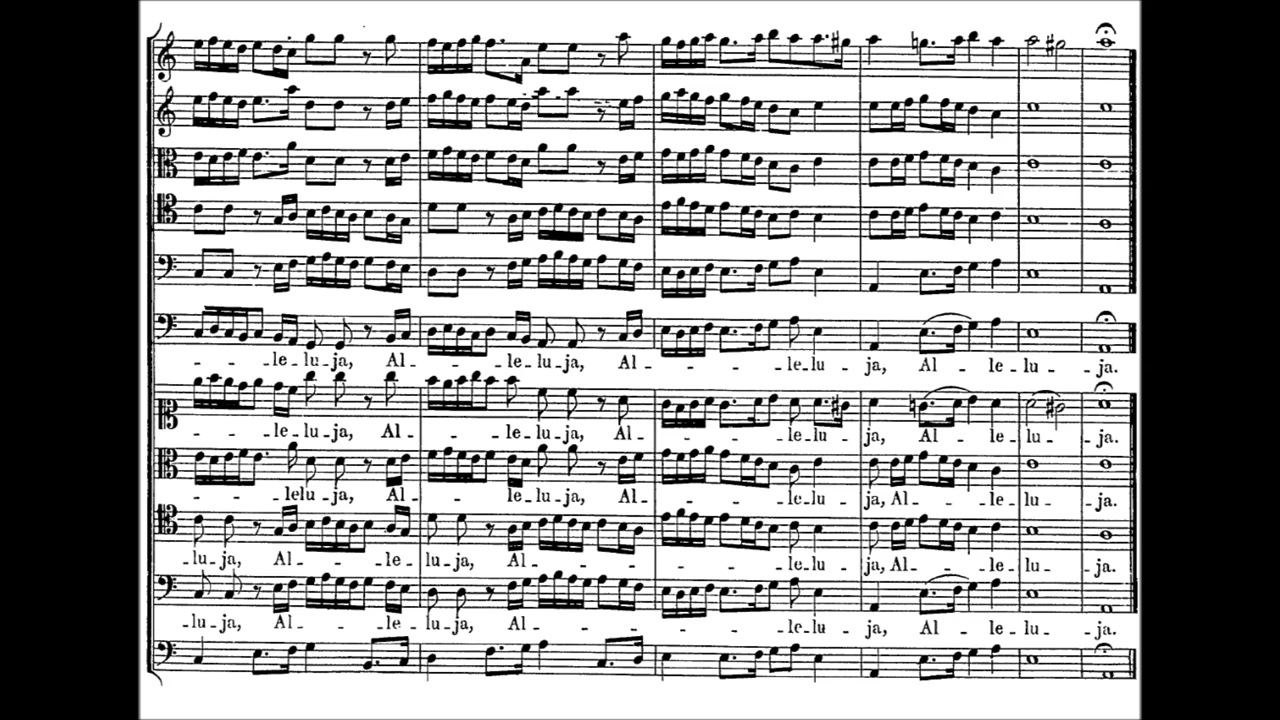 - - - le-lu-ja, Al- - - - le-lu-ja, Al- - - - - le-lu - ja, Al - le-lu - ja.
- - - le-lu-ja, Al- - - - le-lu-ja, Al- - - - - le-lu - ja, Al - le-lu - ja.
- - - lelu-ja, Al- - - - le-lu-ja, Al- - - - - le-lu - ja, Al - - le-lu - ja.
-lu-ja, Al- - - le-lu-ja, Al- - - - - - - le-lu - ja, Al - - le-lu - ja.
-lu-ja, Al- - - le-lu-ja, Al- - - - - - - le-lu - ja, Al - le-lu - ja.